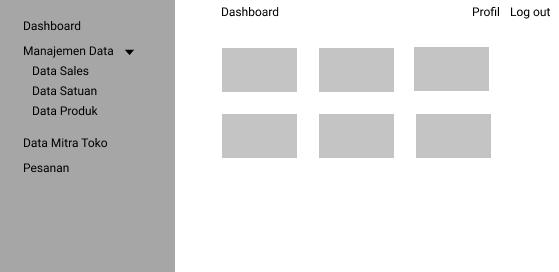 Dashboard
Manajemen Data
Data Sales
Data Satuan
Data Produk
Data Mitra Toko
Pesanan
Dashboard
Profil
Log out